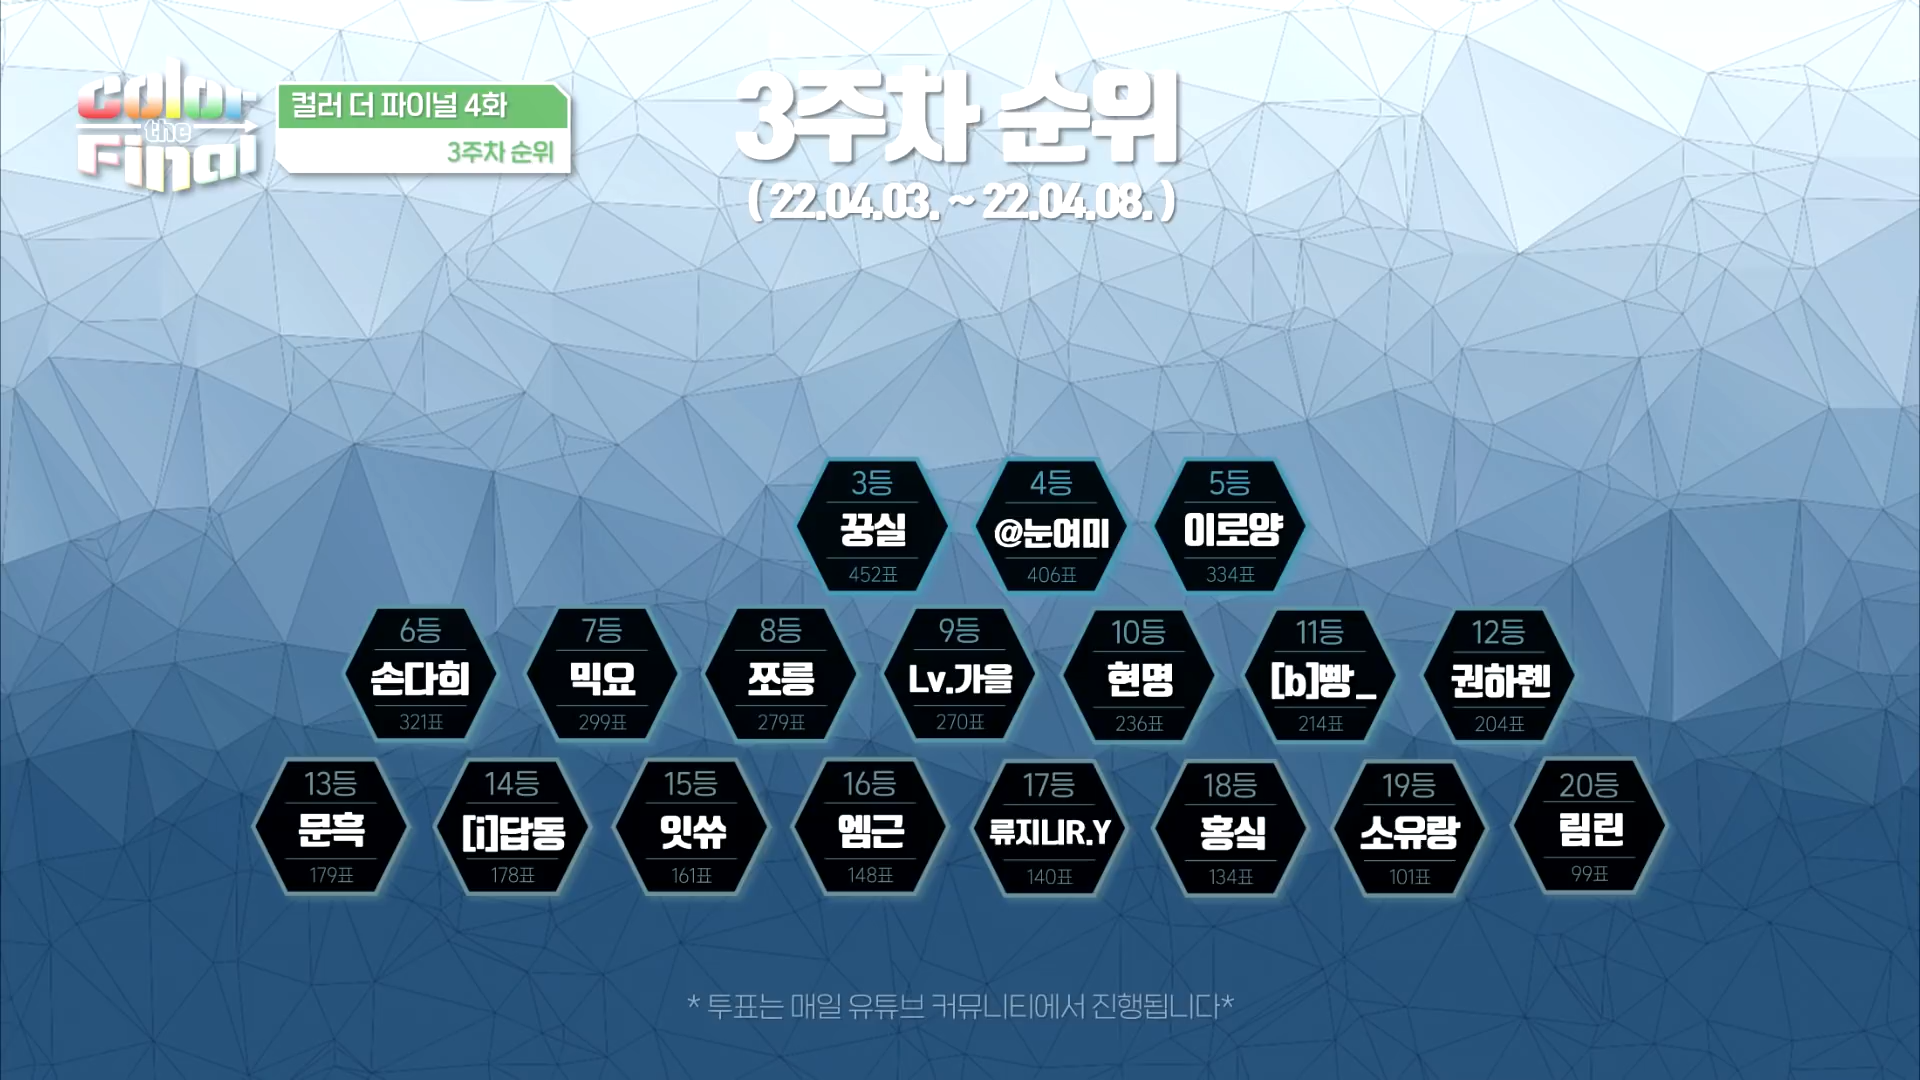 color
the
Final
컬러 더 파이널 4화
3주차 순위
3주차 순위
( 22.04.03. ~ 22.04.08. )
3등
꿍실
452표
4등
@눈여미
406표
5등
이로양
334표
6등
손다희
321표
7등
믹요
299표
8등
쪼릉
279표
9등
Lv.가을
270표
10등
현명
236표
11등
[b]빵_
214표
12등
권하롄
204표
13등
문흑
179표
14등
[i]답동
178표
15등
잇쓔
161표
16등
엠근
148표
17등
류지니R.Y
140표
18등
홍싘
134표
19등
소유랑
101표
20등
림린
99표
* 투표는 매일 유튜브 커뮤니티에서 진행됩니다*